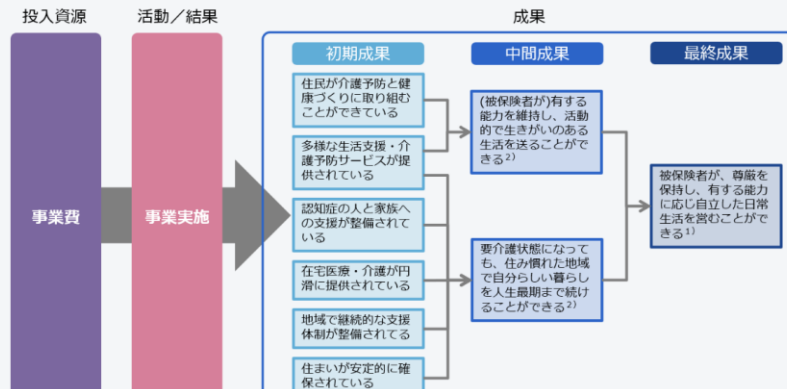 投入資源
活動／結果
成果
事業費
事業実施
初期成果
住民が介護予防と健
康づくりに取り組む
ことができている
多様な生活支援・介
護予防サービスが提
供されている
認知症の人と家族へ
の支援が整備されて
いる
在宅医療・介護が円
滑に提供されている
地域で継続的な支援
体制が整備されてる
住まいが安定的に確
保されている
中間成果
(被保険者が)有する
能力を維持し、活動
的で生きがいのある
生活を送ることがで
きる2)
要介護状態になって
も、住み慣れた地域
で自分らしい暮らし
を人生最期まで続け
ることができる2)
最終成果
被保険者が、尊厳を
保持し、有する能力
に応じ自立した日常
生活を営むことがで
きる1)